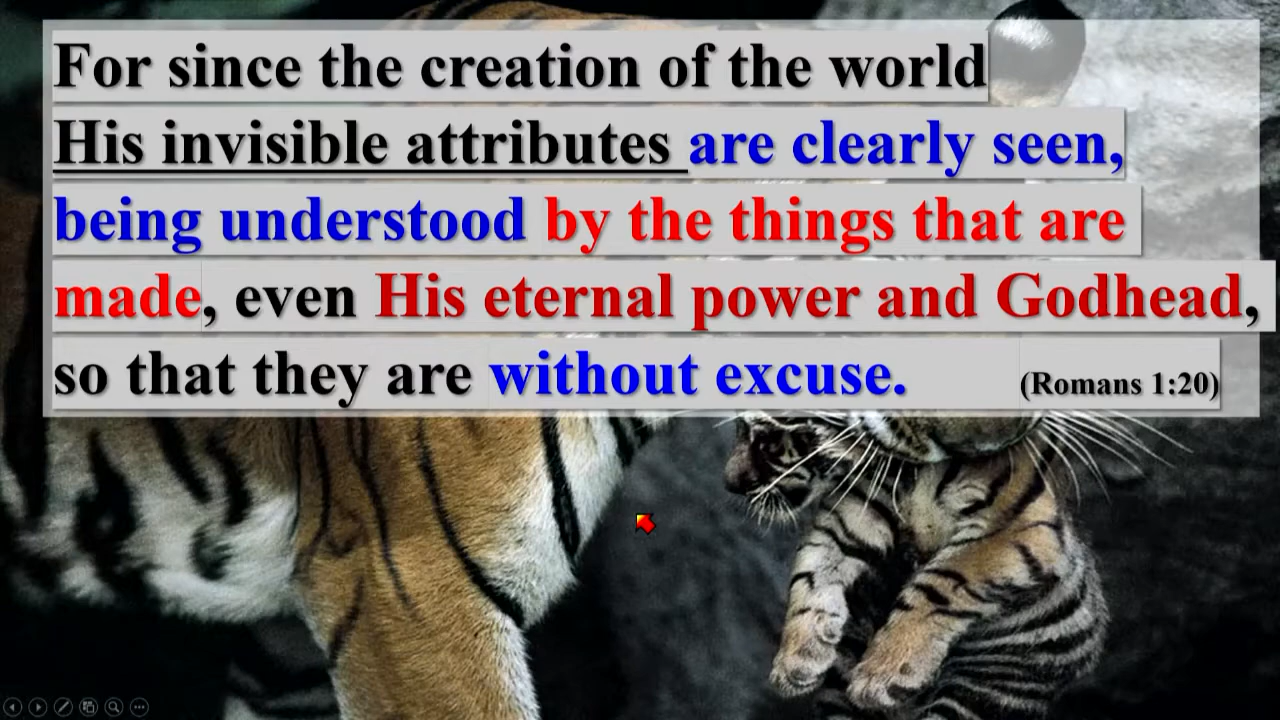 For since the creation of the world
His invisible attributes are clearly seen,
being understood by the things that are
made, even His eternal power and Godhead,
so that they are without excuse. (Romans 1:20)